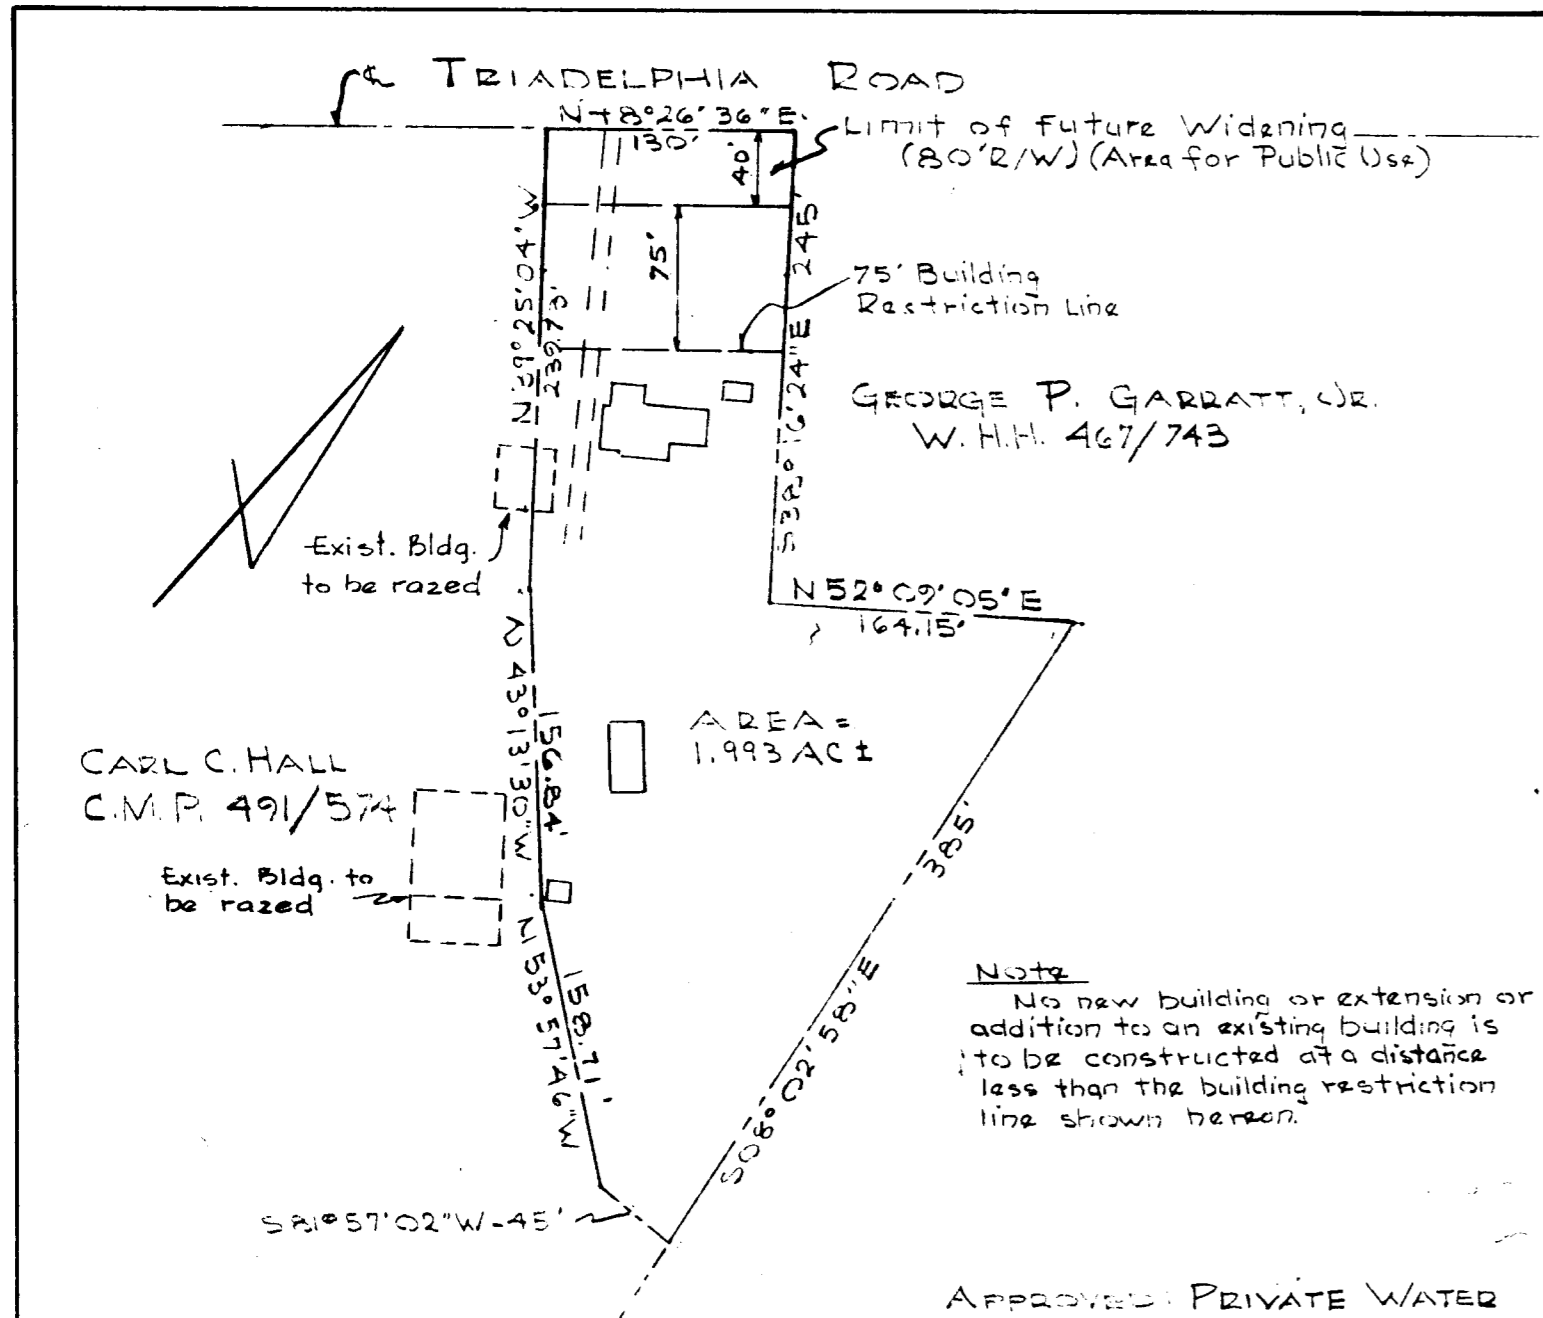 ℄ TRIADELPHIA ROAD
N 48° 26' 36" E
130'
Limit of Future Widening
(80' R/W) (Area for Public Use)
40'
75'
245'
S 38° 16' 24" E
75' Building
Restriction Line
N 39° 25' 04" W
239.73'
GEORGE P. GARRATT, JR.
W.H.H. 467/743
Exist. Bldg.
to be razed
N 52° 09' 05" E
164.15'
N 43° 13' 30" W
156.84'
AREA =
1.993 AC ±
CARL C. HALL
C.M.P. 491/574
Exist. Bldg. to
be razed
385'
S 08° 02' 58" E
N 53° 57' 46" W
158.71'
Note
No new building or extension or
addition to an existing building is
to be constructed at a distance
less than the building restriction
line shown hereon.
S 81° 57' 02" W - 45'
APPROVED: PRIVATE WATER